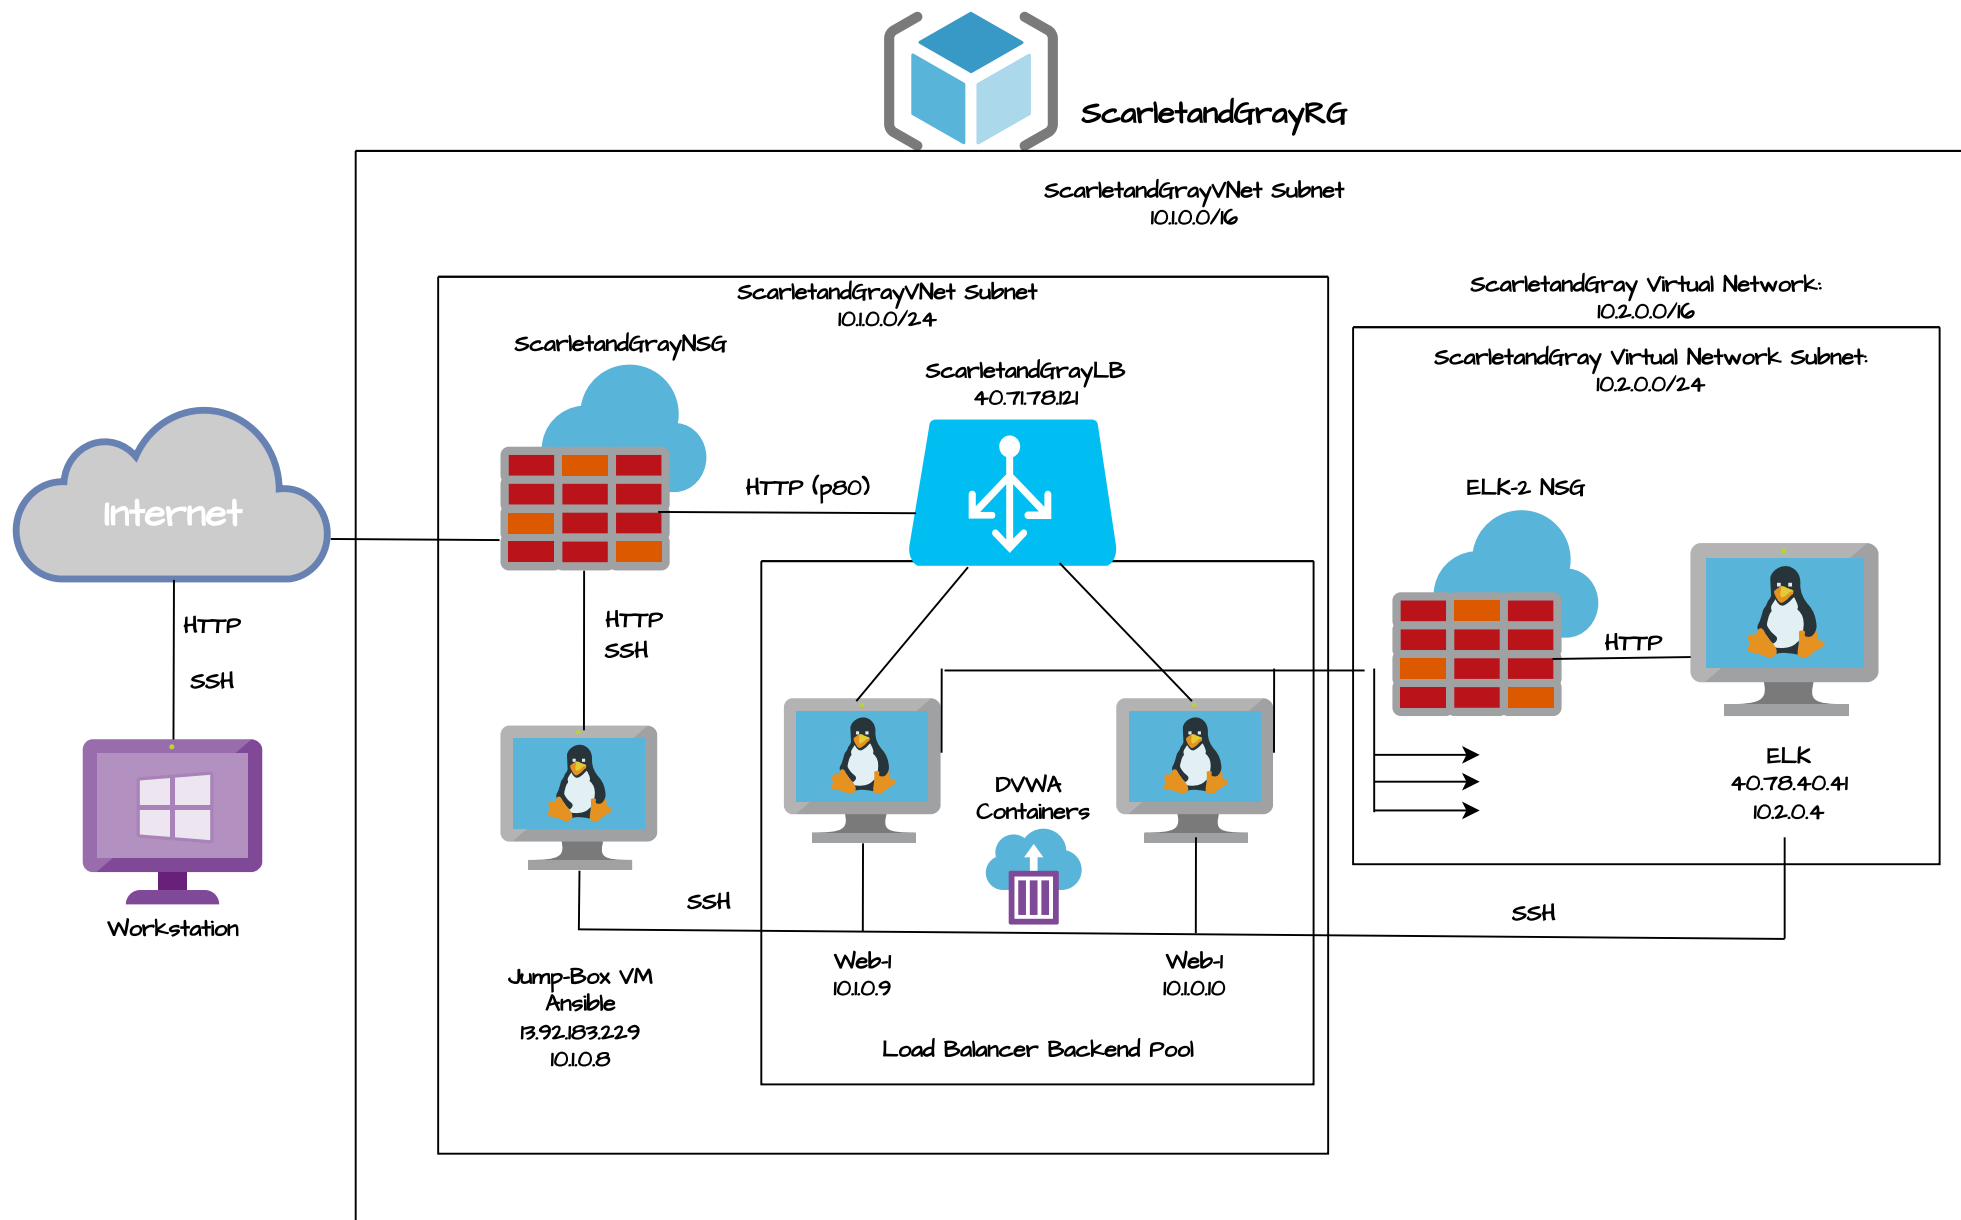 ScarletandGrayRG
ScarletandGrayVNet Subnet
10.1.0.0/16
ScarletandGrayVNet Subnet
10.1.0.0/24
ScarletandGray Virtual Network:
10.2.0.0/16
ScarletandGrayNSG
ScarletandGrayLB
40.71.78.121
ScarletandGray Virtual Network Subnet:
10.2.0.0/24
Internet
HTTP (p80)
ELK-2 NSG
HTTP
SSH
HTTP
SSH
HTTP
DVWA
Containers
ELK
40.78.40.41
10.2.0.4
Workstation
SSH
SSH
Jump-Box VM
Ansible
13.92.183.229
10.1.0.8
Web-1
10.1.0.9
Web-1
10.1.0.10
Load Balancer Backend Pool